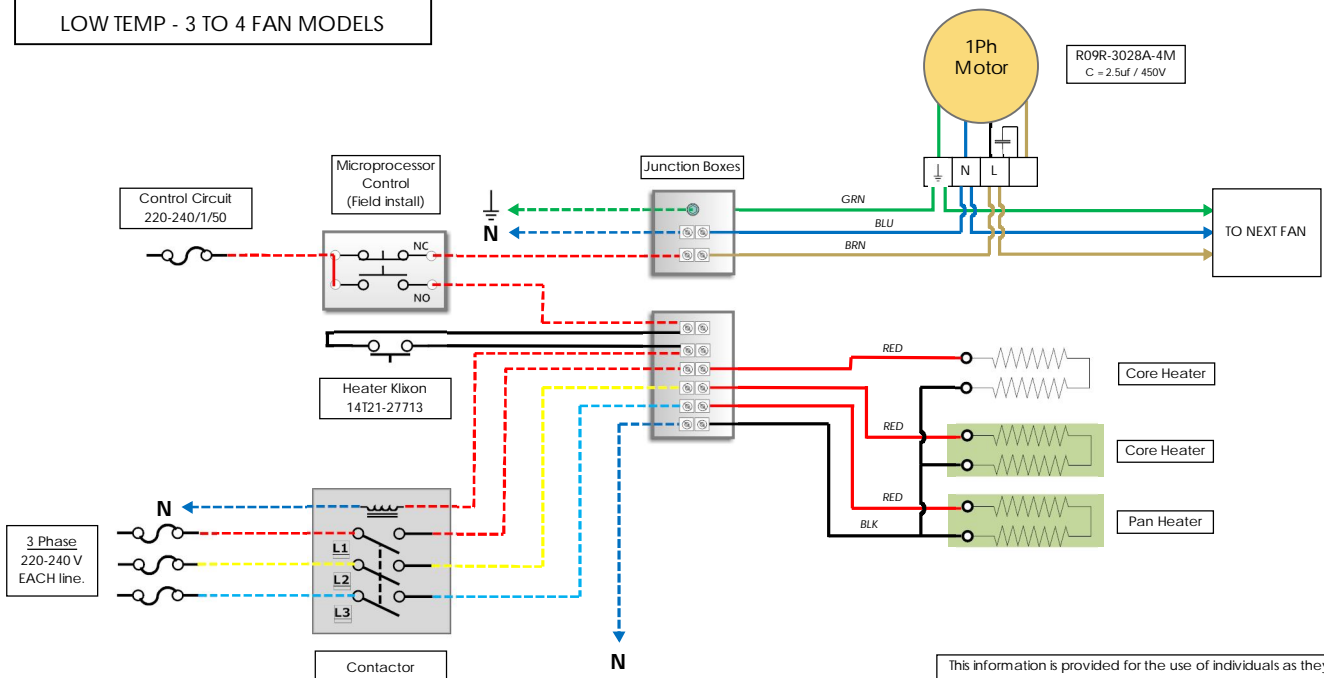 LOW TEMP - 3 TO 4 FAN MODELS
1Ph
Motor
R09R-3028A-4M
C = 2.5uf / 450V
Microprocessor
Control
(Field install)
Junction Boxes
Control Circuit
220-240/1/50
N
L
GRN
N
BLU
BRN
TO NEXT FAN
NC
NO
Heater Klixon
14T21-27713
RED
Core Heater
RED
Core Heater
RED
Pan Heater
BLK
N
3 Phase
220-240 V
EACH line.
L1
L2
L3
Contactor
N
This information is provided for the use of individuals as they